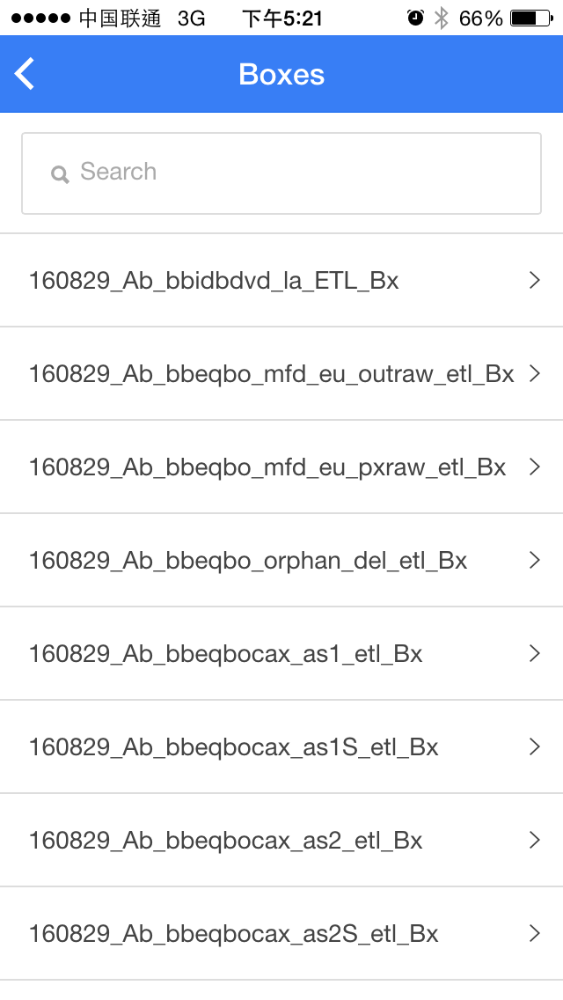 中国联通 3G 下午5:21 66%
Boxes
Search
160829_Ab_bbidbdvd_la_ETL_Bx
160829_Ab_bbeqbo_mfd_eu_outraw_etl_Bx
160829_Ab_bbeqbo_mfd_eu_pxraw_etl_Bx
160829_Ab_bbeqbo_orphan_del_etl_Bx
160829_Ab_bbeqbocax_as1_etl_Bx
160829_Ab_bbeqbocax_as1S_etl_Bx
160829_Ab_bbeqbocax_as2_etl_Bx
160829_Ab_bbeqbocax_as2S_etl_Bx